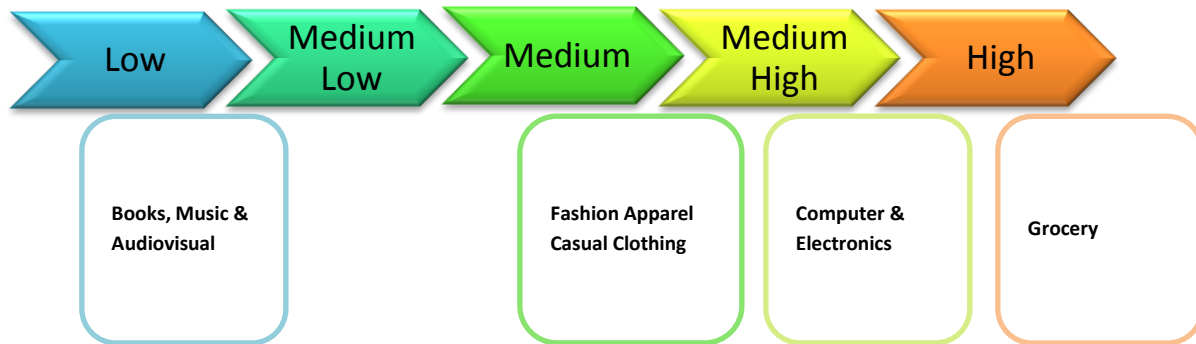 Low
Medium
Low
Medium
Medium
High
High
Books, Music &
Audiovisual
Fashion Apparel
Casual Clothing
Computer &
Electronics
Grocery